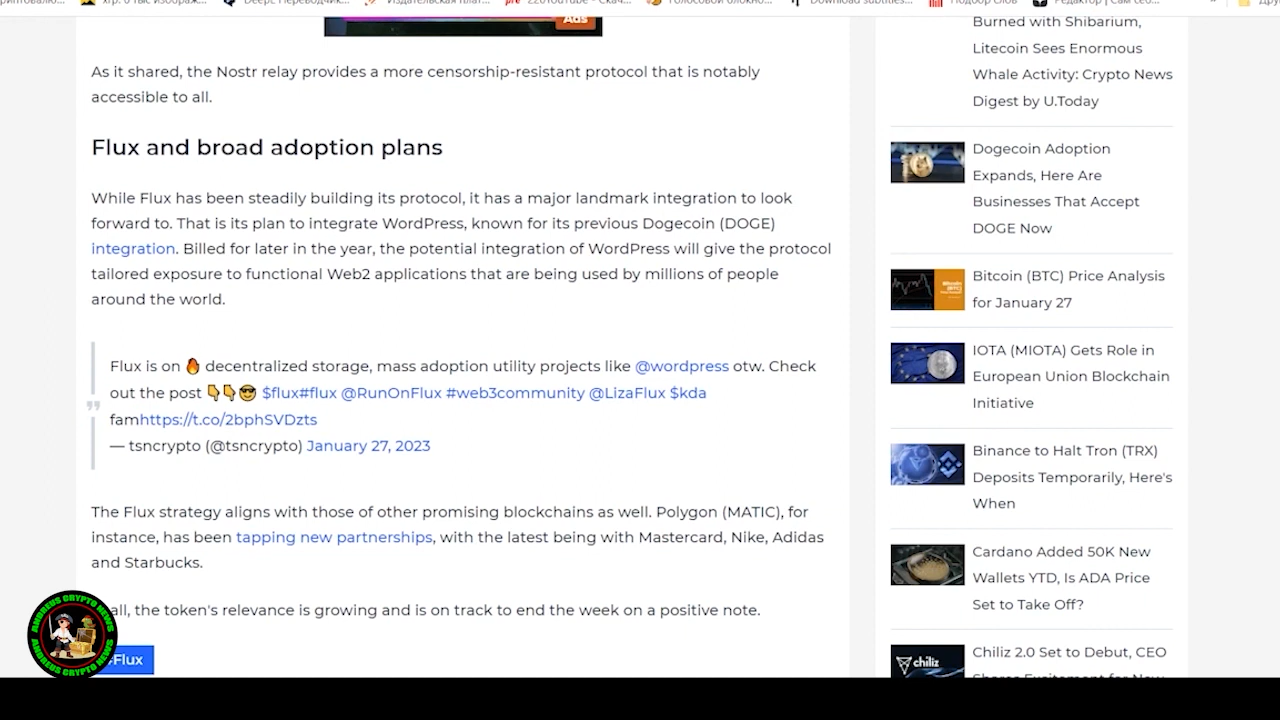 Ads
As it shared, the Nostr relay provides a more censorship-resistant protocol that is notably
accessible to all.
Flux and broad adoption plans
While Flux has been steadily building its protocol, it has a major landmark integration to look
forward to. That is its plan to integrate WordPress, known for its previous Dogecoin (DOGE)
integration. Billed for later in the year, the potential integration of WordPress will give the protocol
tailored exposure to functional Web2 applications that are being used by millions of people
around the world.
Flux is on 🔥 decentralized storage, mass adoption utility projects like @wordpress otw. Check
out the post 👇👇😎 $flux#flux @RunOnFlux #web3community @LizaFlux $kda
famhttps://t.co/2bphSVDzts
— tsncrypto (@tsncrypto) January 27, 2023
The Flux strategy aligns with those of other promising blockchains as well. Polygon (MATIC), for
instance, has been tapping new partnerships, with the latest being with Mastercard, Nike, Adidas
and Starbucks.
all, the token's relevance is growing and is on track to end the week on a positive note.
#Flux
ANDREUS CRYPTO NEWS
ANDREUS CRYPTO NEWS
Burned with Shibarium,
Litecoin Sees Enormous
Whale Activity: Crypto News
Digest by U.Today
Dogecoin Adoption
Expands, Here Are
Businesses That Accept
DOGE Now
Bitcoin (BTC) Price Analysis
for January 27
IOTA (MIOTA) Gets Role in
European Union Blockchain
Initiative
Binance to Halt Tron (TRX)
Deposits Temporarily, Here's
When
Cardano Added 50K New
Wallets YTD, Is ADA Price
Set to Take Off?
chiliz
Chiliz 2.0 Set to Debut, CEO
Shares Excitement for New